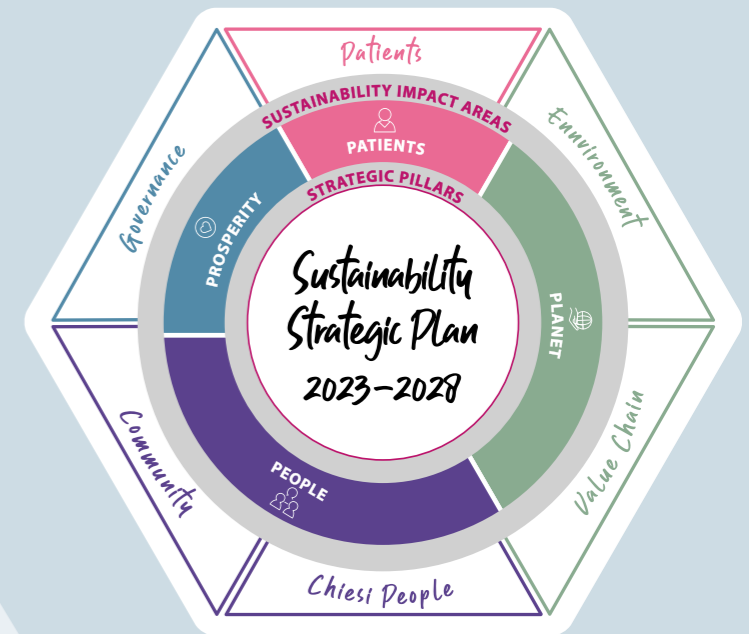 Patients
SUSTAINABILITY IMPACT AREAS
PATIENTS
STRATEGIC PILLARS
Governance
PROSPERITY
Ennvironment
PLANET
Sustainability
Strategic Plan
2023–2028
Community
PEOPLE
Value Chain
Chiesi People